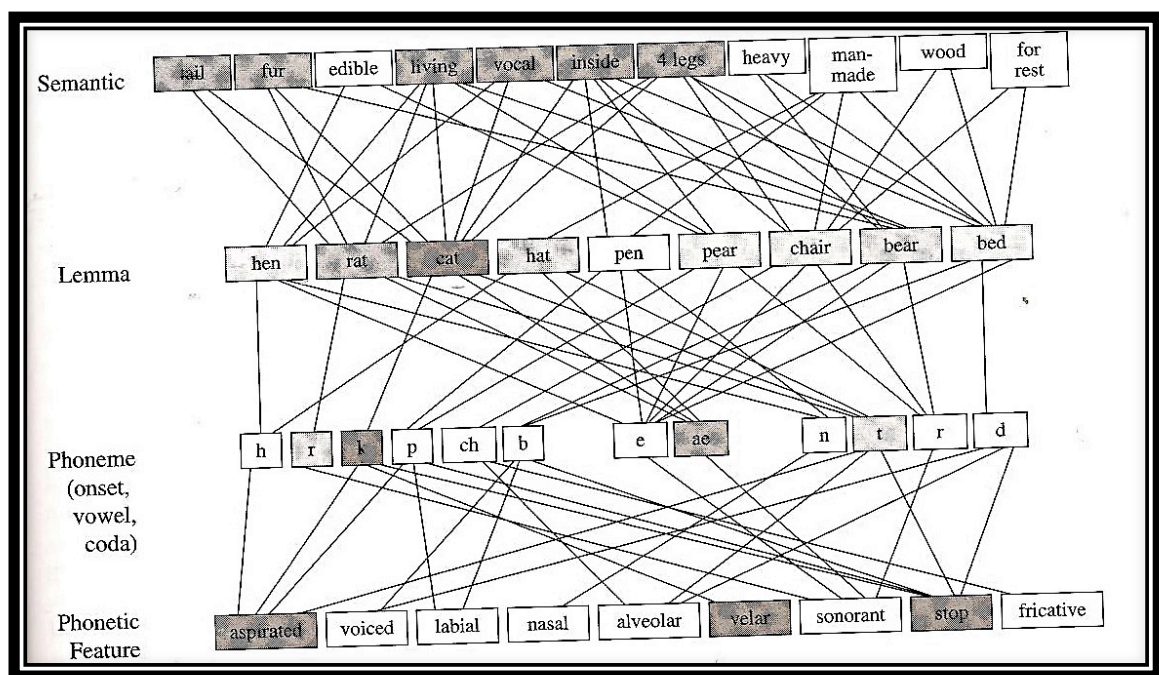 Semantic
tail fur edible living vocal inside 4 legs heavy man-
made wood for
rest
Lemma
hen rat cat hat pen pear chair bear bed
Phoneme
(onset,
vowel,
coda)
h r k p ch b e ae n t r d
Phonetic
Feature
aspirated voiced labial nasal alveolar velar sonorant stop fricative